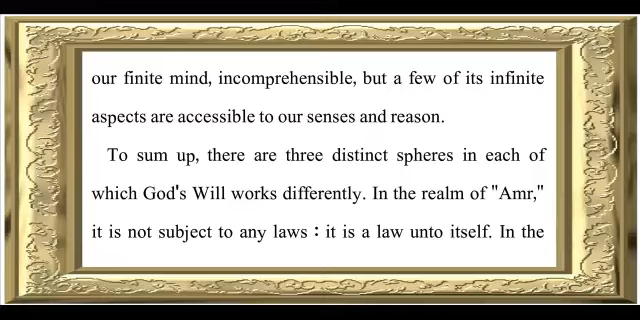 our finite mind, incomprehensible, but a few of its infinite
aspects are accessible to our senses and reason.
To sum up, there are three distinct spheres in each of
which God's Will works differently. In the realm of "Amr,"
it is not subject to any laws : it is a law unto itself. In the